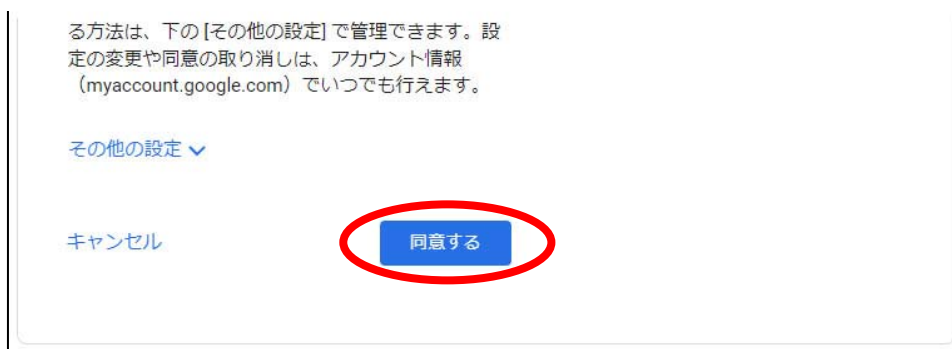 る方法は、下の [その他の設定] で管理できます。設
定の変更や同意の取り消しは、アカウント情報
（myaccount.google.com）でいつでも行えます。
その他の設定
キャンセル
同意する